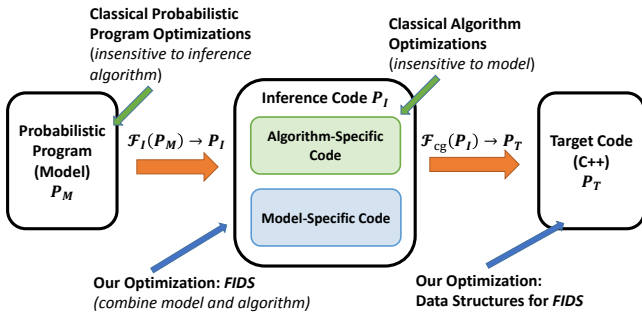 Classical Probabilistic
Program Optimizations
(insensitive to inference
algorithm)
Classical Algorithm
Optimizations
(insensitive to model)
Probabilistic
Program
(Model)
P_M
ℱ_I(P_M) → P_I
Inference Code P_I
Algorithm-Specific
Code
Model-Specific Code
ℱ_cg(P_I) → P_T
Target Code
(C++)
P_T
Our Optimization: FIDS
(combine model and algorithm)
Our Optimization:
Data Structures for FIDS